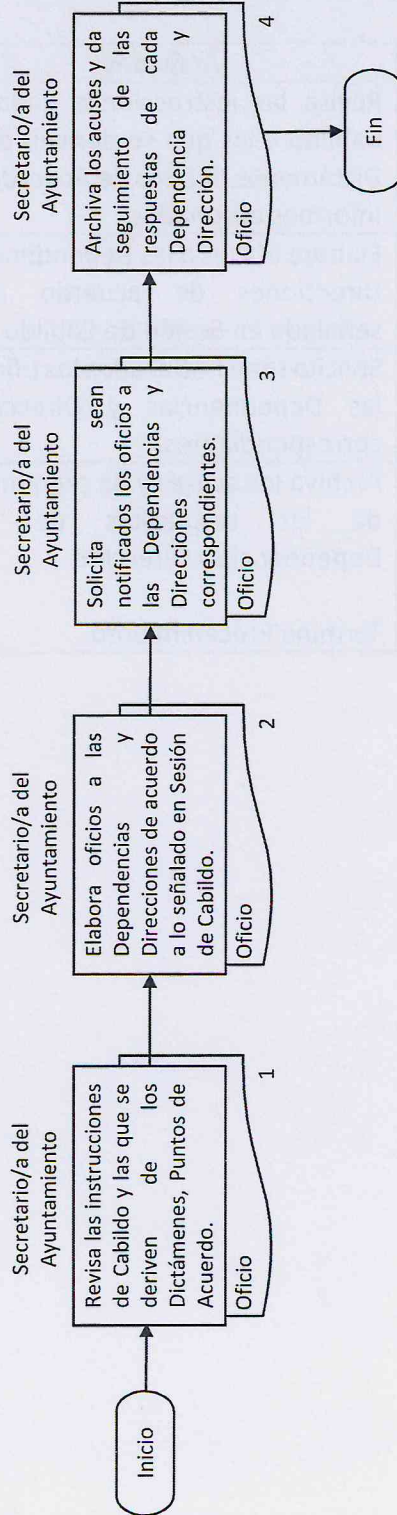 Inicio
Secretario/a del
Ayuntamiento
Revisa las instrucciones
de Cabildo y las que se
deriven de los
Dictámenes, Puntos de
Acuerdo.
Oficio
1
Secretario/a del
Ayuntamiento
Elabora oficios a las
Dependencias y
Direcciones de acuerdo
a lo señalado en Sesión
de Cabildo.
Oficio
2
Secretario/a del
Ayuntamiento
Solicita sean
notificados los oficios a
las Dependencias y
Direcciones
correspondientes.
Oficio
3
Secretario/a del
Ayuntamiento
Archiva los acuses y da
seguimiento de las
respuestas de cada
Dependencia y
Dirección.
Oficio
4
Fin